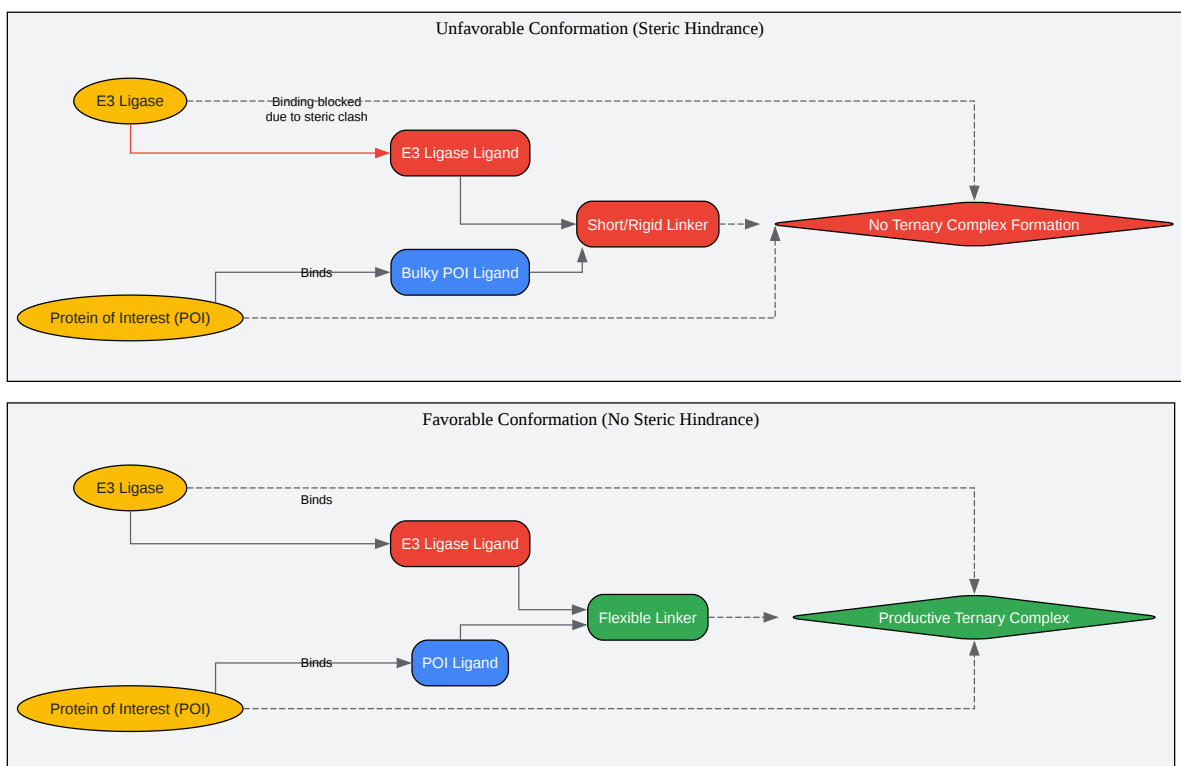 Unfavorable Conformation (Steric Hindrance)
E3 Ligase
Binding blocked
due to steric clash
E3 Ligase Ligand
Short/Rigid Linker
No Ternary Complex Formation
Binds
Bulky POI Ligand
Protein of Interest (POI)
Favorable Conformation (No Steric Hindrance)
E3 Ligase
Binds
E3 Ligase Ligand
Flexible Linker
Productive Ternary Complex
Binds
POI Ligand
Protein of Interest (POI)